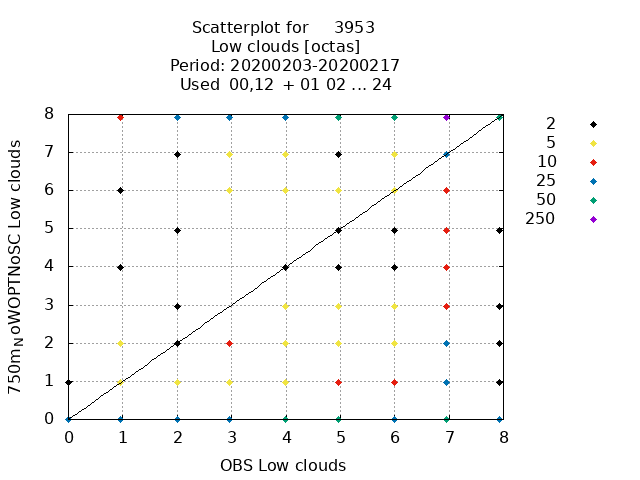 Scatterplot for 3953
Low clouds [octas]
Period: 20200203-20200217
Used 00,12 + 01 02 ... 24
8
7
6
5
4
3
2
1
0
0 1 2 3 4 5 6 7 8
750mNoWOPTNoSC Low clouds
OBS Low clouds
2
5
10
25
50
250